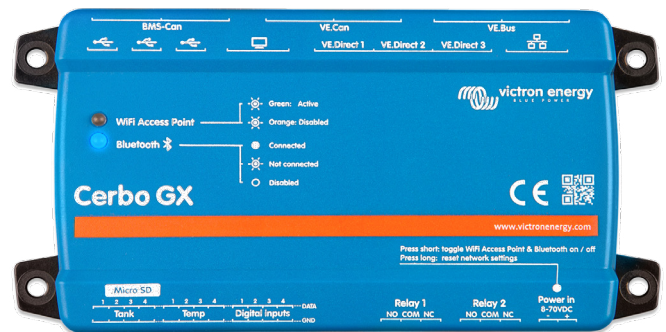 BMS-Can VE.Can VE.Bus
VE.Direct 1 VE.Direct 2 VE.Direct 3
victron energy
BLUE POWER
Green: Active
WiFi Access Point
Orange: Disabled
Bluetooth
Connected
Not connected
Disabled
Cerbo GX
CE
www.victronenergy.com
Press short: toggle WiFi Access Point & Bluetooth on / off
Press long: reset network settings
Micro SD
1 2 3 4 1 2 3 4 1 2 3 4 DATA
Tank Temp Digital inputs GND
Relay 1 Relay 2 Power in
NO COM NC NO COM NC 8-70VDC